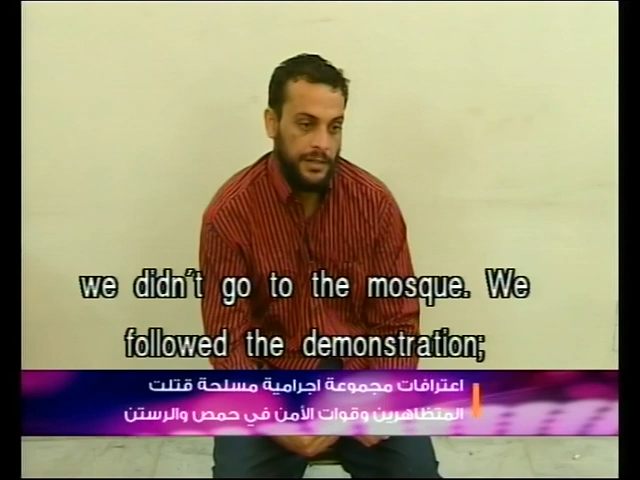 we didn't go to the mosque. We
followed the demonstration;
اعترافات مجموعة اجرامية مسلحة قتلت
المتظاهرين وقوات الأمن في حمص والرستن